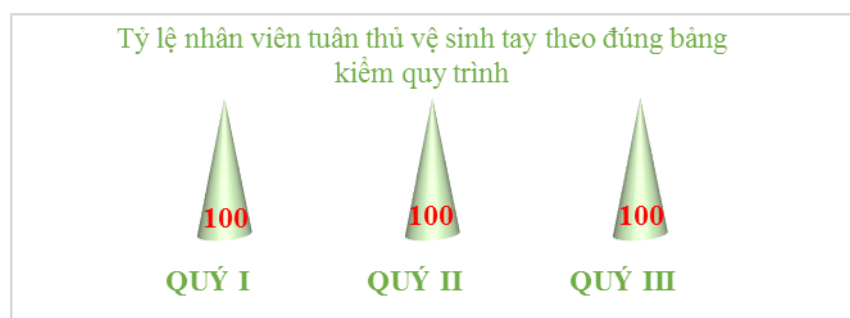 Tỷ lệ nhân viên tuân thủ vệ sinh tay theo đúng bảng
kiểm quy trình
100 100 100
QUÝ I QUÝ II QUÝ III